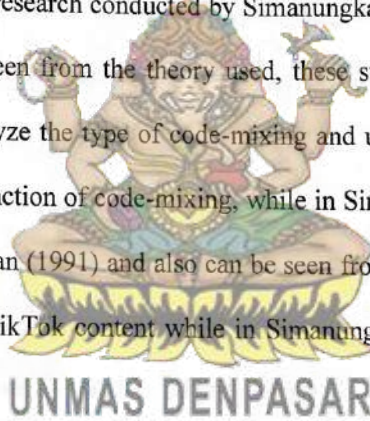 research conducted by Simanungka
een from the theory used, these s
yze the type of code-mixing and u
nction of code-mixing, while in Sir
an (1991) and also can be seen fro
ikTok content while in Simanung
UNMAS DENPASAR